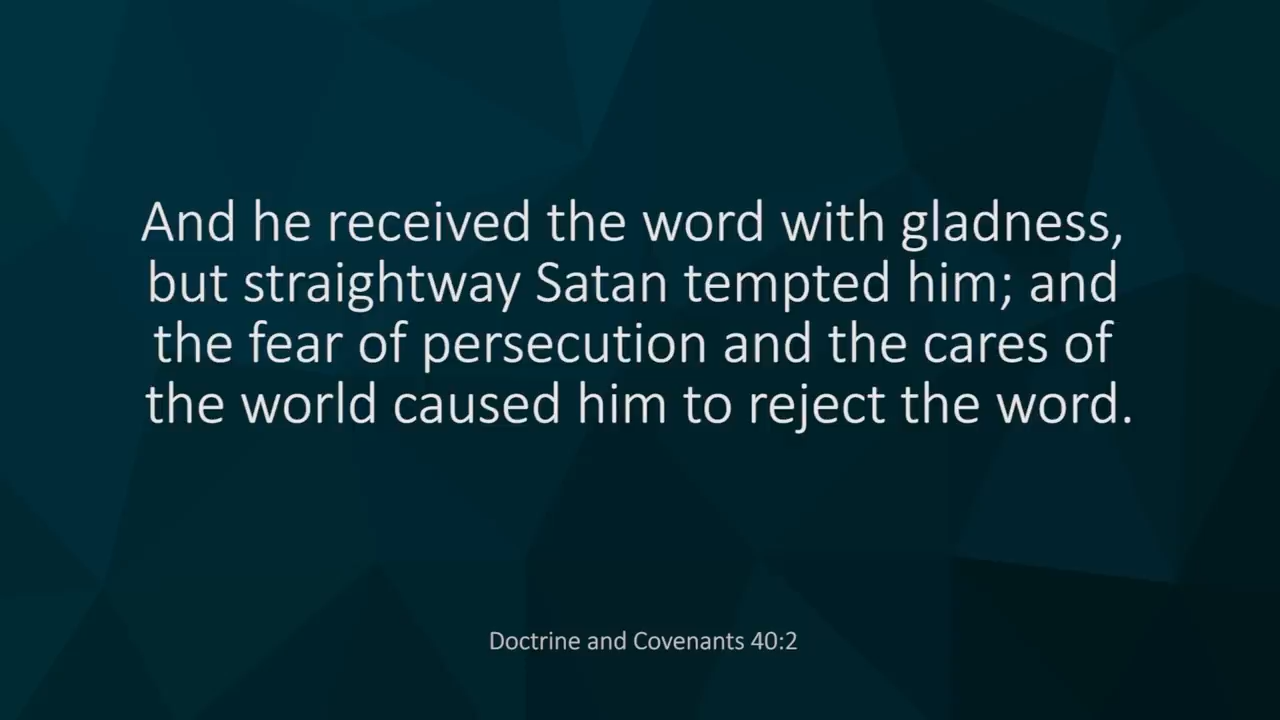 And he received the word with gladness,
but straightway Satan tempted him; and
the fear of persecution and the cares of
the world caused him to reject the word.
Doctrine and Covenants 40:2